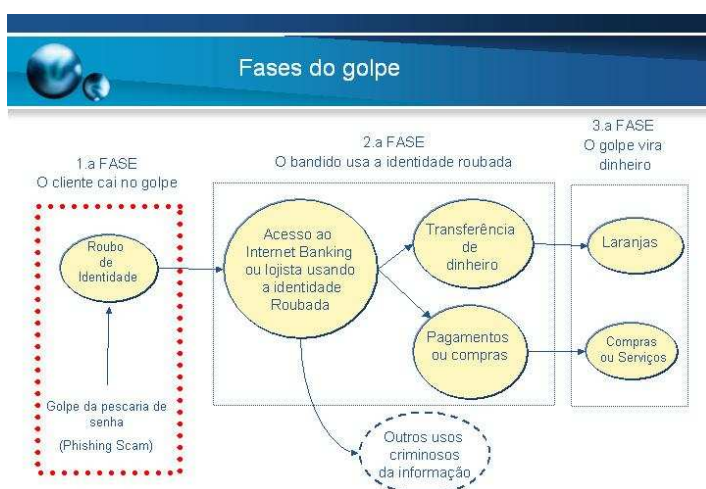 Fases do golpe
1.a FASE
O cliente cai no golpe
2.a FASE
O bandido usa a identidade roubada
3.a FASE
O golpe vira
dinheiro
Roubo
de
Identidade
Golpe da pescaria de
senha
(Phishing Scam)
Acesso ao
Internet Banking
ou lojista usando
a identidade
Roubada
Transferência
de
dinheiro
Pagamentos
ou compras
Outros usos
criminosos
da informação
Laranjas
Compras
ou Serviços